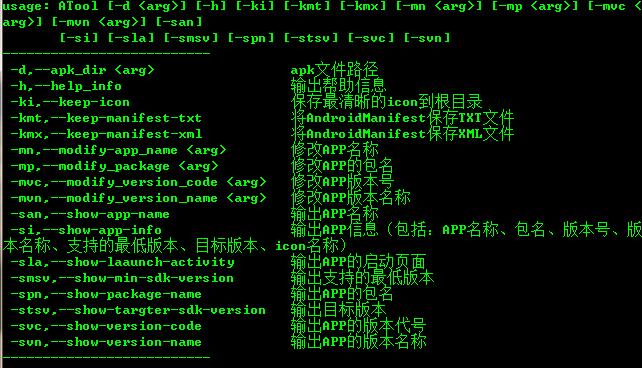 usage: ATool [-d <arg>] [-h] [-ki] [-kmt] [-kmx] [-mn <arg>] [-mp <arg>] [-mvc <
arg>] [-mvn <arg>] [-san]
[-si] [-sla] [-smsv] [-spn] [-stsv] [-svc] [-svn]
--------------------------
-d,--apk_dir <arg> apk文件路径
-h,--help_info 输出帮助信息
-ki,--keep-icon 保存最清晰的icon到根目录
-kmt,--keep-manifest-txt 将AndroidManifest保存TXT文件
-kmx,--keep-manifest-xml 将AndroidManifest保存XML文件
-mn,--modify-app_name <arg> 修改APP名称
-mp,--modify_package <arg> 修改APP的包名
-mvc,--modify_version_code <arg> 修改APP版本号
-mvn,--modify_version_name <arg> 修改APP版本名称
-san,--show-app-name 输出APP名称
-si,--show-app-info 输出APP信息（包括：APP名称、包名、版本号、版
本名称、支持的最低版本、目标版本、icon名称）
-sla,--show-laaunch-activity 输出APP的启动页面
-smsv,--show-min-sdk-version 输出支持的最低版本
-spn,--show-package-name 输出APP的包名
-stsv,--show-targter-sdk-version 输出目标版本
-svc,--show-version-code 输出APP的版本代号
-svn,--show-version-name 输出APP的版本名称
--------------------------